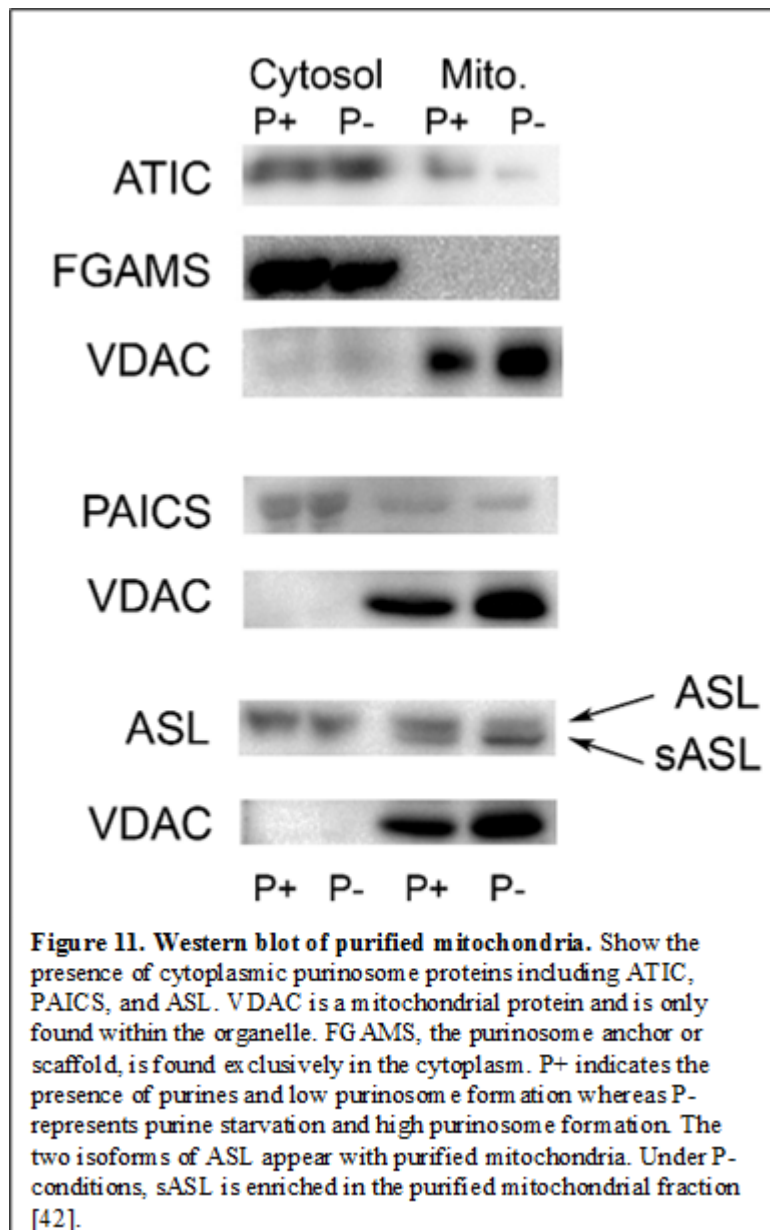 Cytosol Mito.
P+ P- P+ P-
ATIC
FGAMS
VDAC
PAICS
VDAC
ASL
ASL
sASL
VDAC
P+ P- P+ P-
Figure 11. Western blot of purified mitochondria. Show the
presence of cytoplasmic purinosome proteins including ATIC,
PAICS, and ASL. VDAC is a mitochondrial protein and is only
found within the organelle. FGAMS, the purinosome anchor or
scaffold, is found exclusively in the cytoplasm. P+ indicates the
presence of purines and low purinosome formation whereas P-
represents purine starvation and high purinosome formation. The
two isoforms of ASL appear with purified mitochondria. Under P-
conditions, sASL is enriched in the purified mitochondrial fraction
[42].